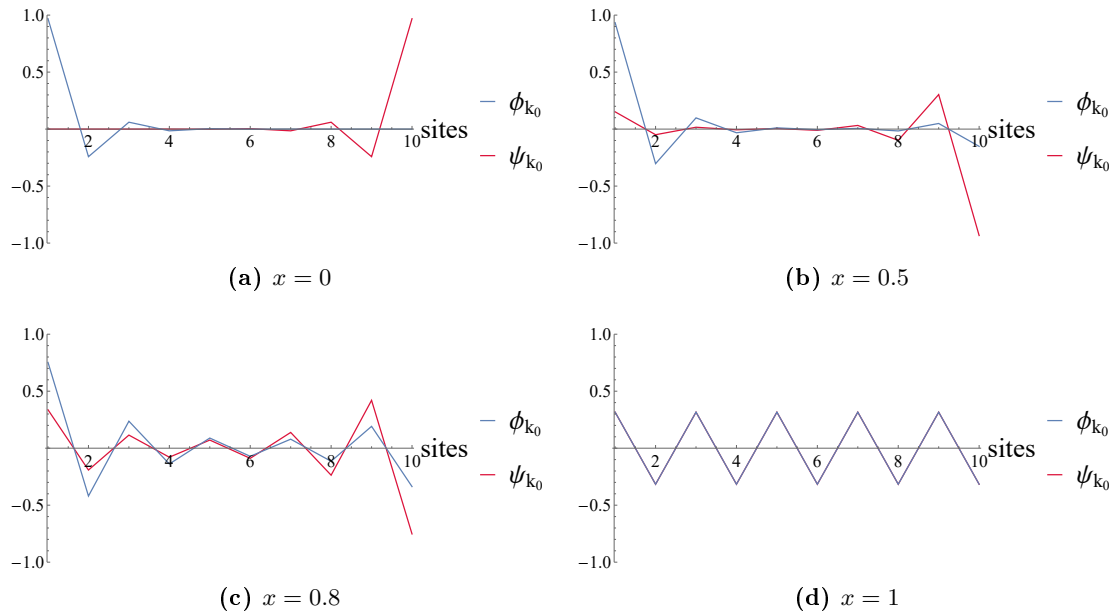 1.0
0.5
−0.5
−1.0
2
4
6
8
10
sites
ϕk₀
ψk₀
(a) x = 0
1.0
0.5
−0.5
−1.0
2
4
6
8
10
sites
ϕk₀
ψk₀
(b) x = 0.5
1.0
0.5
−0.5
−1.0
2
4
6
8
10
sites
ϕk₀
ψk₀
(c) x = 0.8
1.0
0.5
−0.5
−1.0
2
4
6
8
10
sites
ϕk₀
ψk₀
(d) x = 1